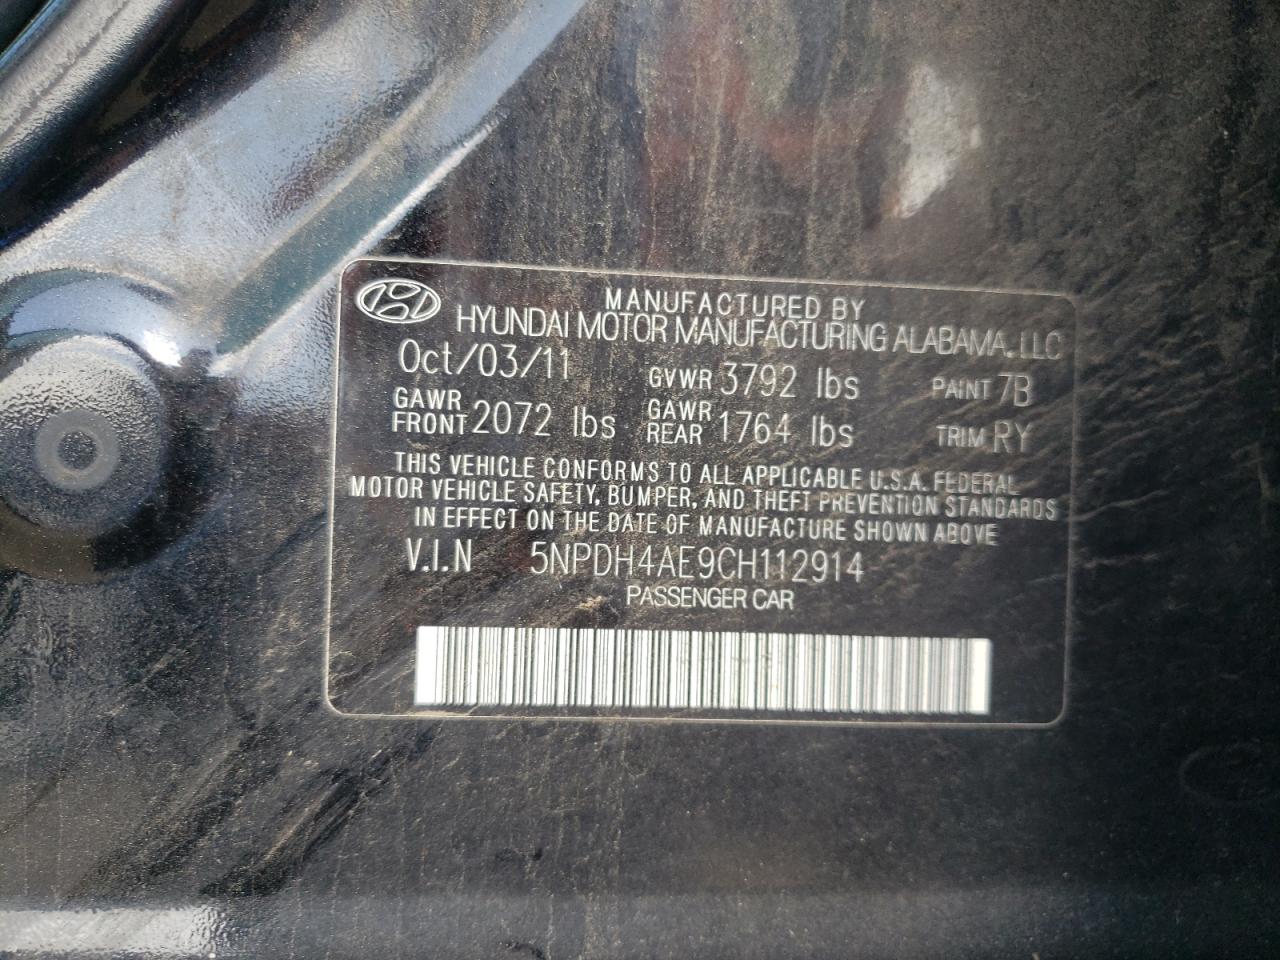 MANUFACTURED BY
HYUNDAI MOTOR MANUFACTURING ALABAMA, LLC
Oct/03/11 GVWR 3792 lbs PAINT 7B
GAWR FRONT 2072 lbs GAWR REAR 1764 lbs TRIM RY
THIS VEHICLE CONFORMS TO ALL APPLICABLE U.S.A. FEDERAL
MOTOR VEHICLE SAFETY, BUMPER, AND THEFT PREVENTION STANDARDS
IN EFFECT ON THE DATE OF MANUFACTURE SHOWN ABOVE
V.I.N 5NPDH4AE9CH112914
PASSENGER CAR